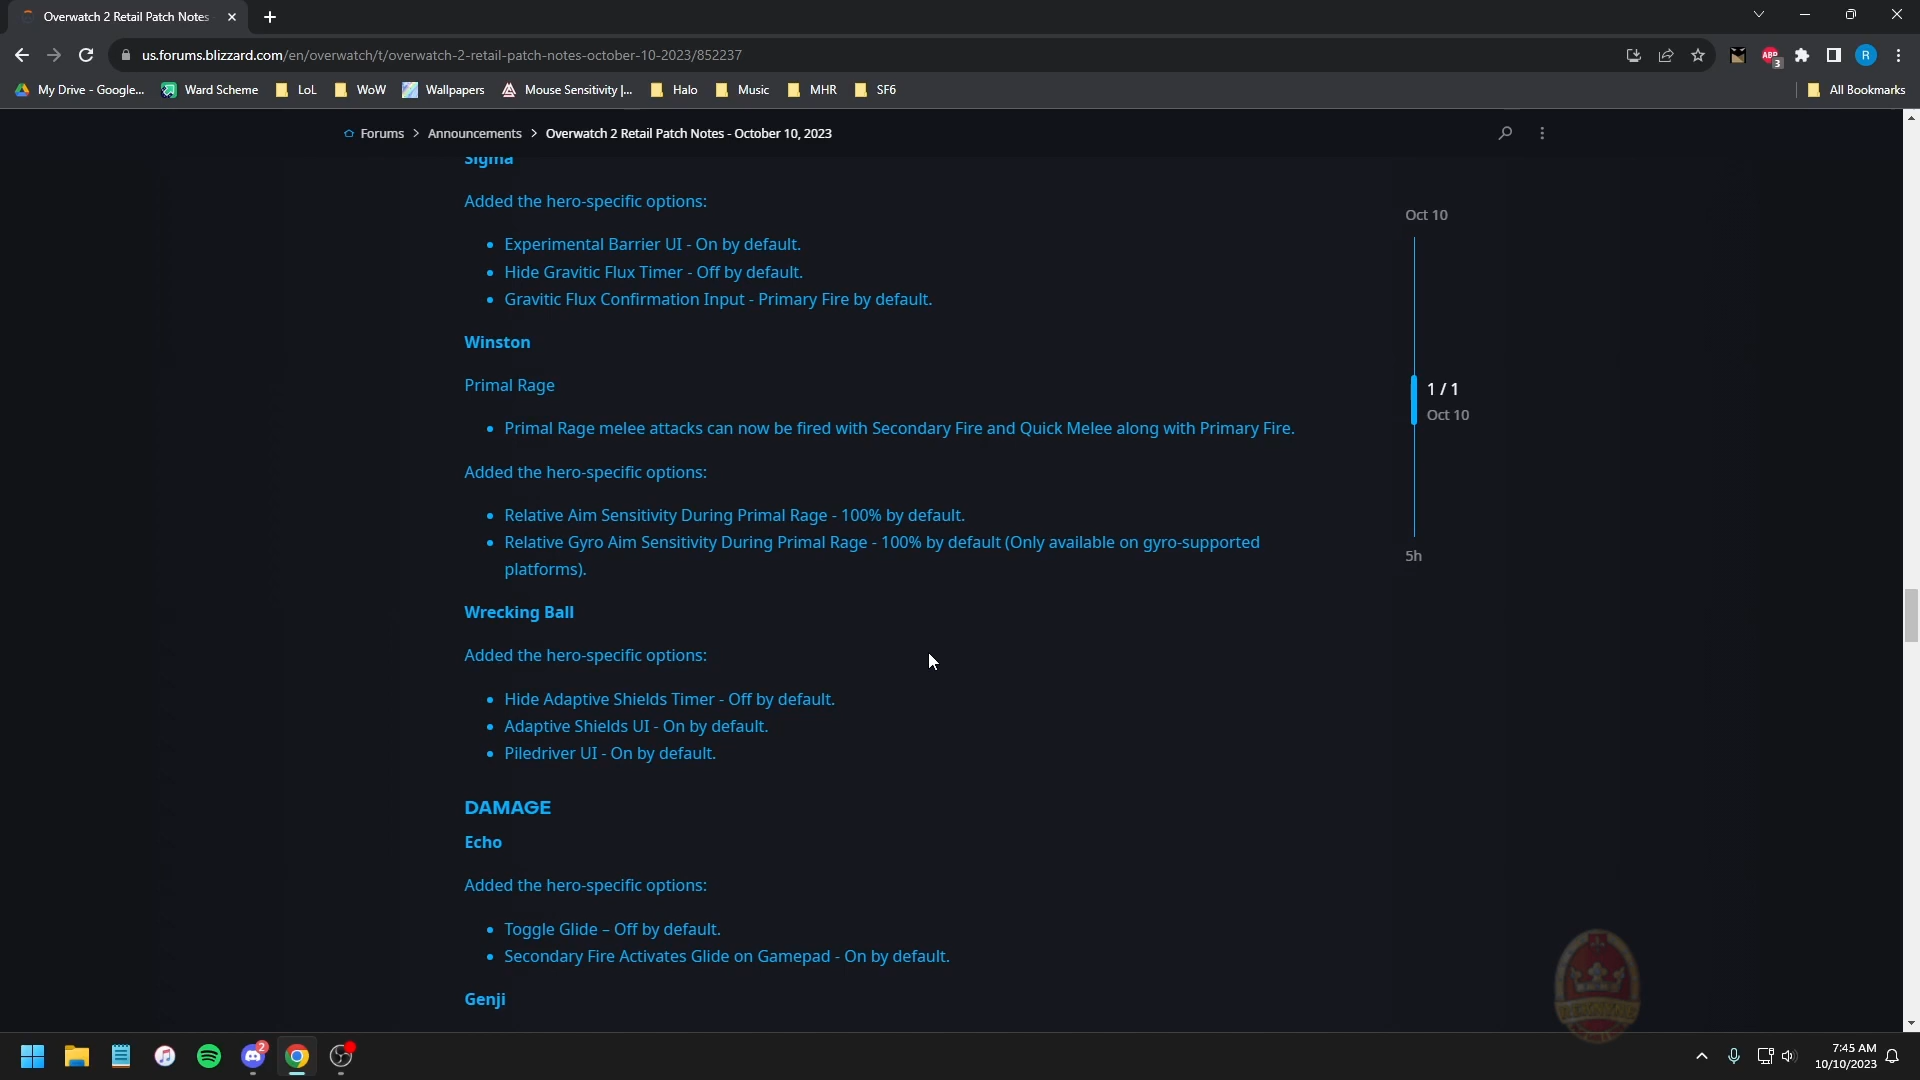 Overwatch 2 Retail Patch Notes
us.forums.blizzard.com/en/overwatch/t/overwatch-2-retail-patch-notes-october-10-2023/852237
ABP
3
R
My Drive - Google...
Ward Scheme
LoL
WoW
Wallpapers
Mouse Sensitivity |...
Halo
Music
MHR
SF6
All Bookmarks
Forums > Announcements > Overwatch 2 Retail Patch Notes - October 10, 2023
Sigma
Added the hero-specific options:
Oct 10
• Experimental Barrier UI - On by default.
• Hide Gravitic Flux Timer - Off by default.
• Gravitic Flux Confirmation Input - Primary Fire by default.
Winston
Primal Rage
1 / 1
Oct 10
• Primal Rage melee attacks can now be fired with Secondary Fire and Quick Melee along with Primary Fire.
Added the hero-specific options:
• Relative Aim Sensitivity During Primal Rage - 100% by default.
• Relative Gyro Aim Sensitivity During Primal Rage - 100% by default (Only available on gyro-supported
platforms).
5h
Wrecking Ball
Added the hero-specific options:
• Hide Adaptive Shields Timer - Off by default.
• Adaptive Shields UI - On by default.
• Piledriver UI - On by default.
DAMAGE
Echo
Added the hero-specific options:
• Toggle Glide – Off by default.
• Secondary Fire Activates Glide on Gamepad - On by default.
Genji
2
7:45 AM
10/10/2023